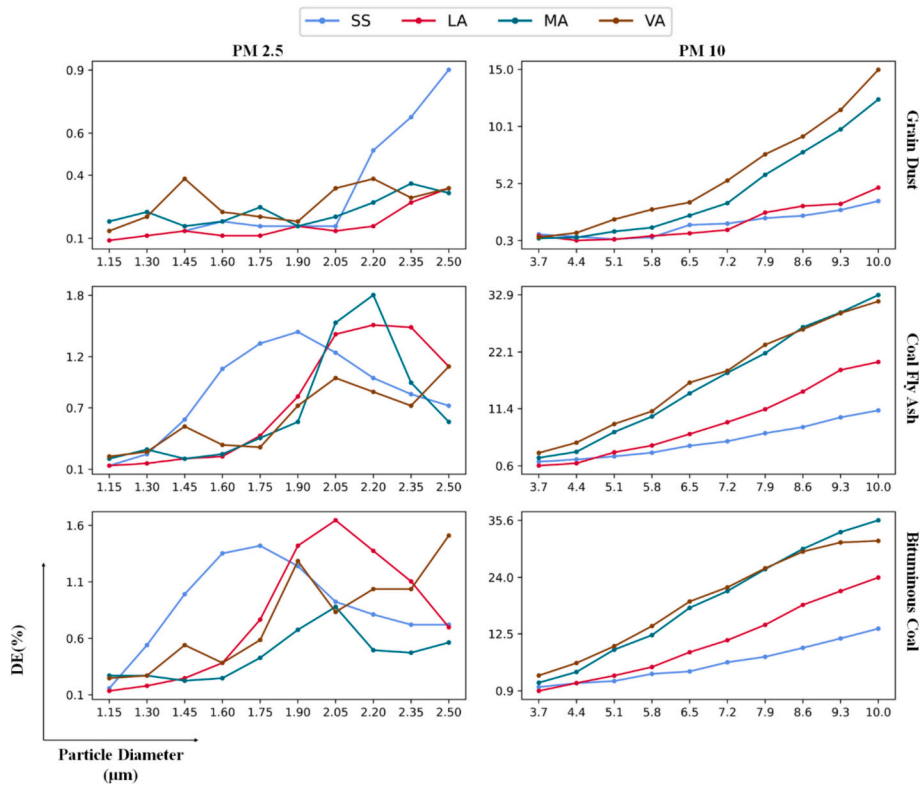 SS LA MA VA
PM 2.5 PM 10
0.9
0.6
0.4
0.1
1.15 1.30 1.45 1.60 1.75 1.90 2.05 2.20 2.35 2.50
15.0
10.1
5.2
0.3
3.7 4.4 5.1 5.8 6.5 7.2 7.9 8.6 9.3 10.0
Grain Dust
1.8
1.2
0.7
0.1
1.15 1.30 1.45 1.60 1.75 1.90 2.05 2.20 2.35 2.50
32.9
22.1
11.4
0.6
3.7 4.4 5.1 5.8 6.5 7.2 7.9 8.6 9.3 10.0
Coal Fly Ash
1.6
1.1
0.6
0.1
1.15 1.30 1.45 1.60 1.75 1.90 2.05 2.20 2.35 2.50
35.6
24.0
12.5
0.9
3.7 4.4 5.1 5.8 6.5 7.2 7.9 8.6 9.3 10.0
Bituminous Coal
DE(%)
Particle Diameter
(μm)